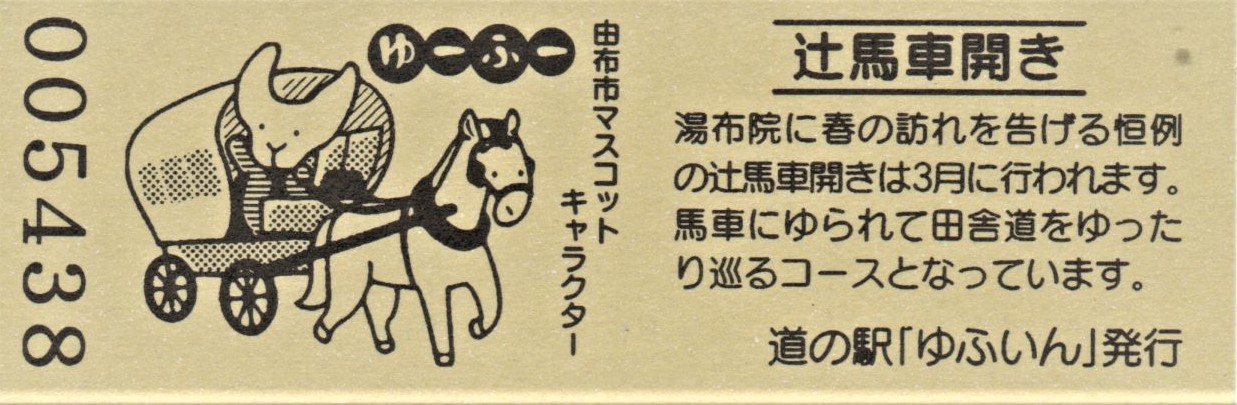 005438
ゆーふー
由布市マスコット
キャラクター
辻馬車開き
湯布院に春の訪れを告げる恒例
の辻馬車開きは3月に行われます。
馬車にゆられて田舎道をゆった
り巡るコースとなっています。
道の駅「ゆふいん」発行